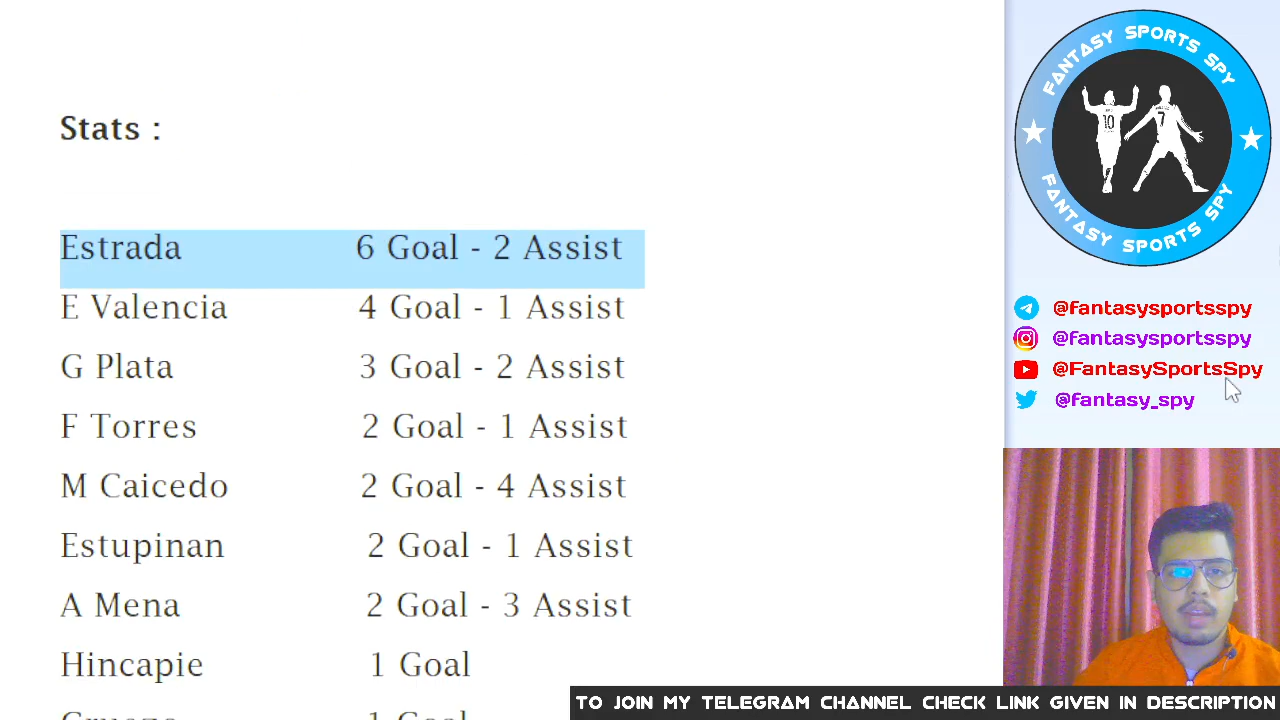 Stats :
Estrada 6 Goal - 2 Assist
E Valencia 4 Goal - 1 Assist
G Plata 3 Goal - 2 Assist
F Torres 2 Goal - 1 Assist
M Caicedo 2 Goal - 4 Assist
Estupinan 2 Goal - 1 Assist
A Mena 2 Goal - 3 Assist
Hincapie 1 Goal
FANTASY SPORTS SPY
10
7
FANTASY SPORTS SPY
@fantasysportsspy
@fantasysportsspy
@FantasySportsSpy
@fantasy_spy
TO JOIN MY TELEGRAM CHANNEL CHECK LINK GIVEN IN DESCRIPTION